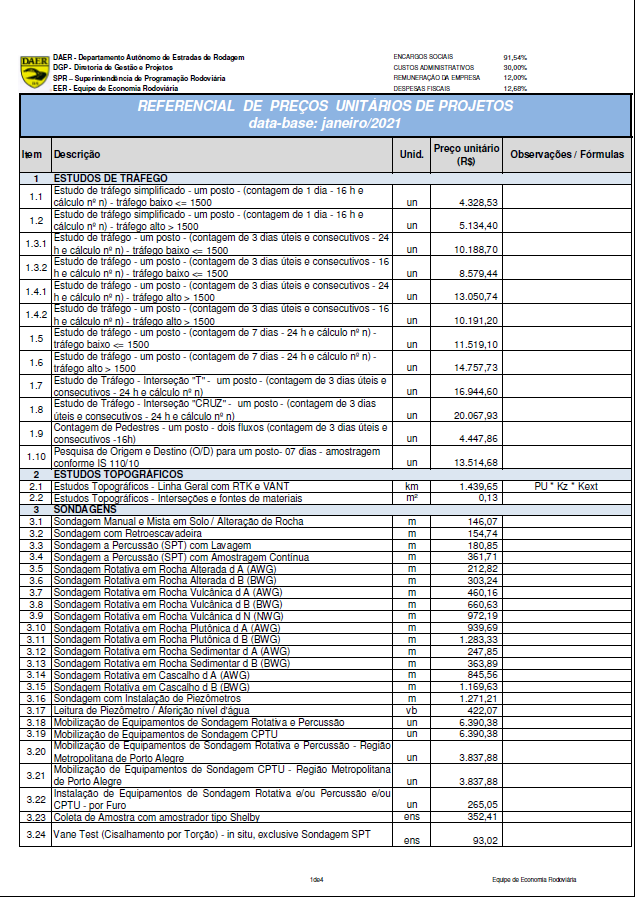 DAER
DAER - Departamento Autônomo de Estradas de Rodagem
DGP - Diretoria de Gestão e Projetos
SPR – Superintendência de Programação Rodoviária
EER - Equipe de Economia Rodoviária
ENCARGOS SOCIAIS 91,54%
CUSTOS ADMINISTRATIVOS 30,00%
REMUNERAÇÃO DA EMPRESA 12,00%
DESPESAS FISCAIS 12,68%
REFERENCIAL DE PREÇOS UNITÁRIOS DE PROJETOS
data-base: janeiro/2021
Item Descrição Unid. Preço unitário (R$) Observações / Fórmulas
1 ESTUDOS DE TRÁFEGO
1.1 Estudo de tráfego simplificado - um posto - (contagem de 1 dia - 16 h e
cálculo nº n) - tráfego baixo <= 1500 un 4.328,53
1.2 Estudo de tráfego simplificado - um posto - (contagem de 1 dia - 16 h e
cálculo nº n) - tráfego alto > 1500 un 5.134,40
1.3.1 Estudo de tráfego - um posto - (contagem de 3 dias úteis e consecutivos - 24
h e cálculo nº n) - tráfego baixo <= 1500 un 10.188,70
1.3.2 Estudo de tráfego - um posto - (contagem de 3 dias úteis e consecutivos - 16
h e cálculo nº n) - tráfego baixo <= 1500 un 8.579,44
1.4.1 Estudo de tráfego - um posto - (contagem de 3 dias úteis e consecutivos - 24
h e cálculo nº n) - tráfego alto > 1500 un 13.050,74
1.4.2 Estudo de tráfego - um posto - (contagem de 3 dias úteis e consecutivos - 16
h e cálculo nº n) - tráfego alto > 1500 un 10.191,20
1.5 Estudo de tráfego - um posto - (contagem de 7 dias - 24 h e cálculo nº n) -
tráfego baixo <= 1500 un 11.519,10
1.6 Estudo de tráfego - um posto - (contagem de 7 dias - 24 h e cálculo nº n) -
tráfego alto > 1500 un 14.757,73
1.7 Estudo de Tráfego - Interseção "T" - um posto - (contagem de 3 dias úteis e
consecutivos - 24 h e cálculo nº n) un 16.944,60
1.8 Estudo de Tráfego - Interseção "CRUZ" - um posto - (contagem de 3 dias
úteis e consecutivos - 24 h e cálculo nº n) un 20.067,93
1.9 Contagem de Pedestres - um posto - dois fluxos (contagem de 3 dias úteis e
consecutivos -16h) un 4.447,86
1.10 Pesquisa de Origem e Destino (O/D) para um posto- 07 dias - amostragem
conforme IS 110/10 un 13.514,68
2 ESTUDOS TOPOGRÁFICOS
2.1 Estudos Topográficos - Linha Geral com RTK e VANT km 1.439,65 PU * Kz * Kext
2.2 Estudos Topográficos - Interseções e fontes de materiais m² 0,13
3 SONDAGENS
3.1 Sondagem Manual e Mista em Solo / Alteração de Rocha m 146,07
3.2 Sondagem com Retroescavadeira m 154,74
3.3 Sondagem a Percussão (SPT) com Lavagem m 180,85
3.4 Sondagem a Percussão (SPT) com Amostragem Continua m 361,71
3.5 Sondagem Rotativa em Rocha Alterada d A (AWG) m 212,82
3.6 Sondagem Rotativa em Rocha Alterada d B (BWG) m 303,24
3.7 Sondagem Rotativa em Rocha Vulcânica d A (AWG) m 460,16
3.8 Sondagem Rotativa em Rocha Vulcânica d B (BWG) m 660,63
3.9 Sondagem Rotativa em Rocha Vulcânica d N (NWG) m 972,19
3.10 Sondagem Rotativa em Rocha Plutônica d A (AWG) m 939,69
3.11 Sondagem Rotativa em Rocha Plutônica d B (BWG) m 1.283,33
3.12 Sondagem Rotativa em Rocha Sedimentar d A (AWG) m 247,85
3.13 Sondagem Rotativa em Rocha Sedimentar d B (BWG) m 363,89
3.14 Sondagem Rotativa em Cascalho d A (AWG) m 845,56
3.15 Sondagem Rotativa em Cascalho d B (BWG) m 1.169,63
3.16 Sondagem com Instalação de Piezômetros m 1.271,21
3.17 Leitura de Piezômetro / Aferição nível d'água vb 422,07
3.18 Mobilização de Equipamentos de Sondagem Rotativa e Percussão un 6.390,38
3.19 Mobilização de Equipamentos de Sondagem CPTU un 6.390,38
3.20 Mobilização de Equipamentos de Sondagem Rotativa e Percussão - Região
Metropolitana de Porto Alegre un 3.837,88
3.21 Mobilização de Equipamentos de Sondagem CPTU - Região Metropolitana
de Porto Alegre un 3.837,88
3.22 Instalação de Equipamentos de Sondagem Rotativa e/ou Percussão e/ou
CPTU - por Furo un 265,05
3.23 Coleta de Amostra com amostrador tipo Shelby ens 352,41
3.24 Vane Test (Cisalhamento por Torção) - in situ, exclusive Sondagem SPT ens 93,02
1de4 Equipe de Economia Rodoviária